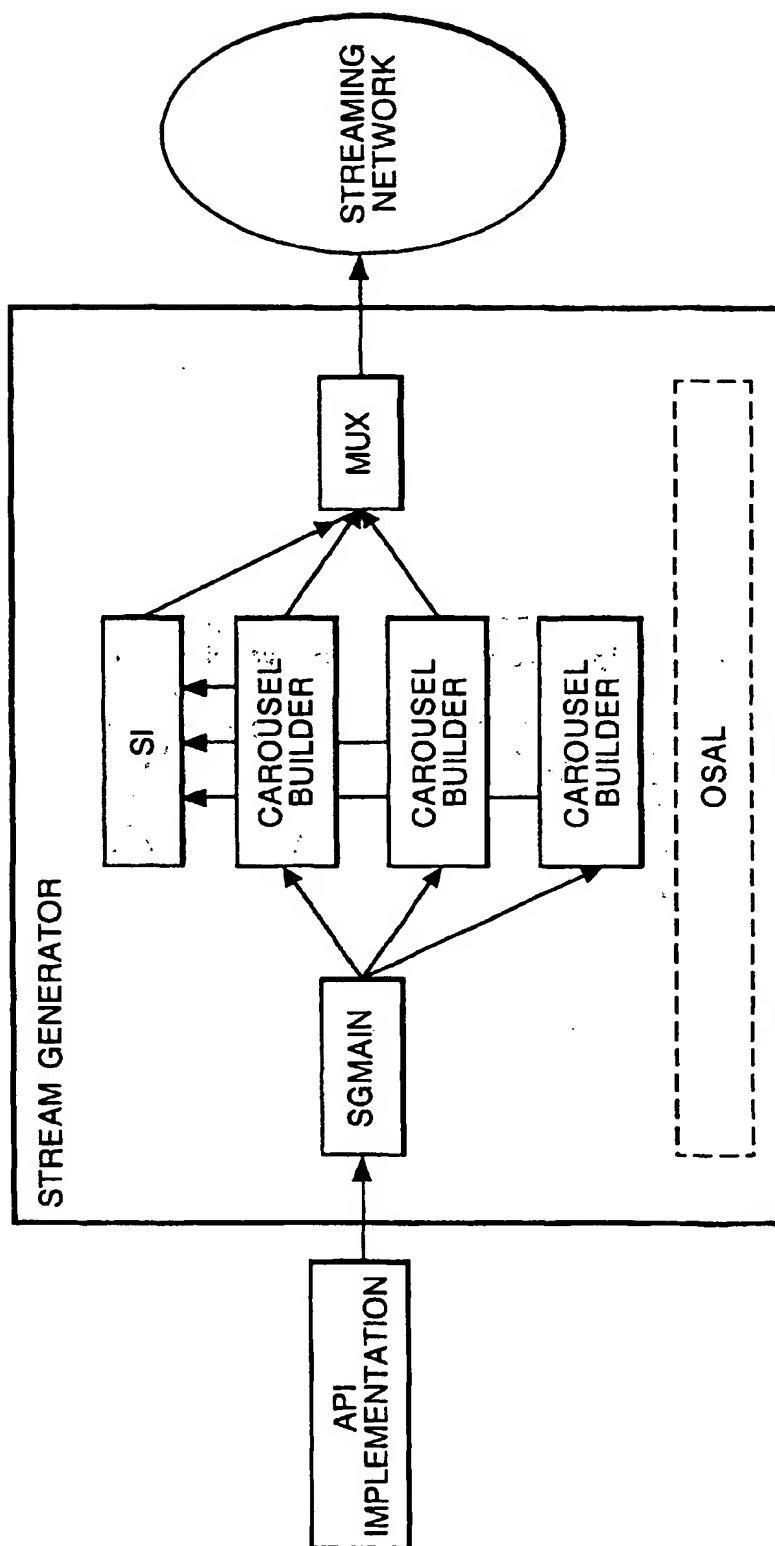 STREAM GENERATOR
API
IMPLEMENTATION
SGMAIN
SI
CAROUSEL
BUILDER
CAROUSEL
BUILDER
CAROUSEL
BUILDER
OSAL
MUX
STREAMING
NETWORK